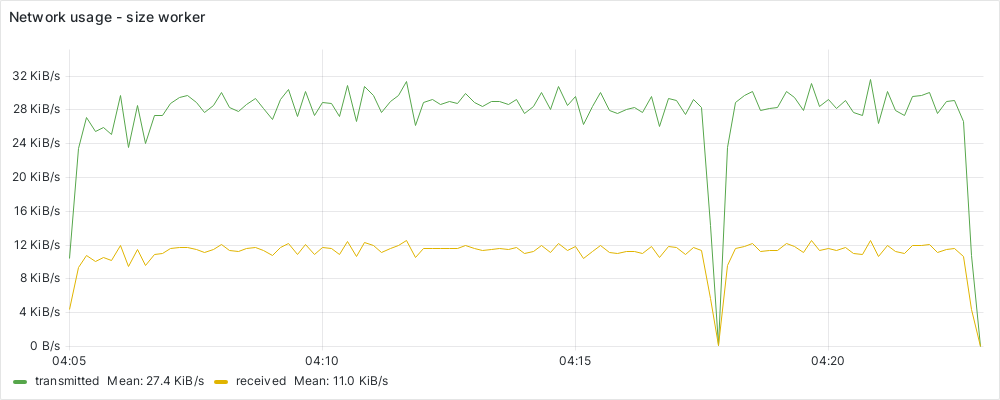 Network usage - size worker
32 KiB/s
28 KiB/s
24 KiB/s
20 KiB/s
16 KiB/s
12 KiB/s
8 KiB/s
4 KiB/s
0 B/s
04:05 04:10 04:15 04:20
transmitted Mean: 27.4 KiB/s received Mean: 11.0 KiB/s